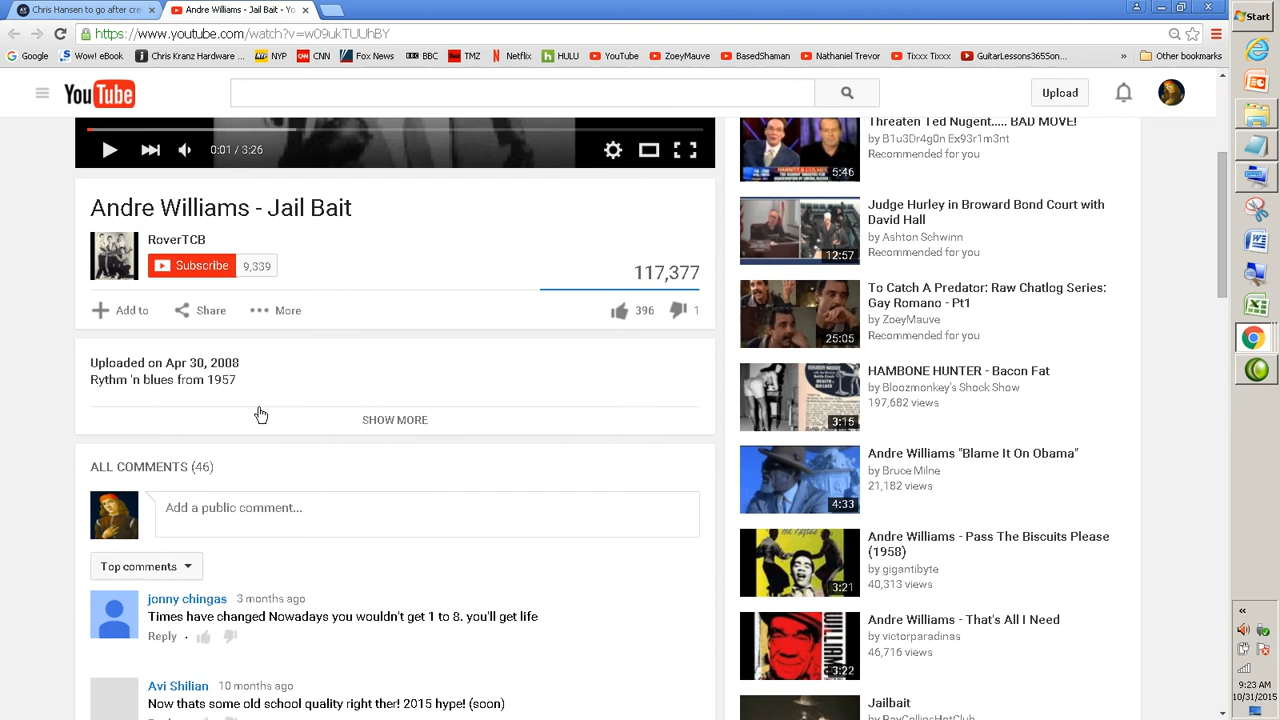 Chris Hansen to go after cre
Andre Williams - Jail Bait - Yo
Start
https://www.youtube.com/watch?v=w09ukTUUhBY
Google
Wow! eBook
Chris Kranz Homepage
NYP
CNN
Fox News
BBC
TMZ
Netflix
HULU
YouTube
ZoeyMauve
BasedShaman
Nathaniel Trevor
Tixxx Tixxx
GuitarLessons365Son...
»
Other bookmarks
YouTube
Upload
0:01 / 3:26
Threaten Ted Nugent..... BAD MOVE!
by B1u3Dr4g0n Ex93r1m3nt
Recommended for you
5:46
Andre Williams - Jail Bait
RoverTCB
Subscribe 9,339
117,377
Add to
Share
More
396
1
Uploaded on Apr 30, 2008
Rythm 'n blues from 1957
SHOW MORE
ALL COMMENTS (46)
Add a public comment...
Top comments
jonny chingas 3 months ago
Times have changed Nowadays you wouldn't get 1 to 8. you'll get life
Reply
Avi Shilian 10 months ago
2015 hype! (soon)
Judge Hurley in Broward Bond Court with
David Hall
by Ashton Schwinn
Recommended for you
12:57
To Catch A Predator: Raw Chatlog Series:
Gay Romano - Pt1
by ZoeyMauve
Recommended for you
25:05
HAMBONE HUNTER - Bacon Fat
by Bloozmonkey's Shock Show
197,682 views
3:15
Andre Williams "Blame It On Obama"
by Bruce Milne
21,182 views
4:33
Andre Williams - Pass The Biscuits Please
(1958)
by gigantibyte
40,313 views
3:21
Andre Williams - That's All I Need
by victorparadinas
46,716 views
3:22
Jailbait
by RayCollinsHotClub
9:23 AM
10/31/2015